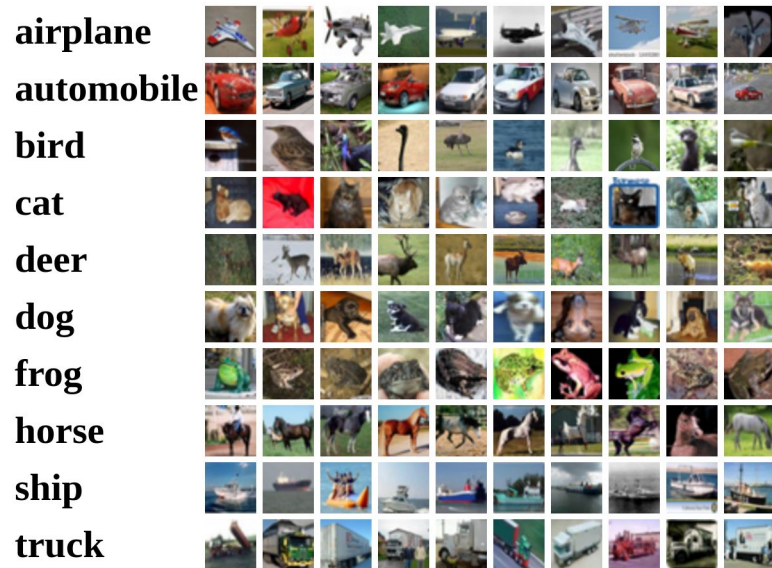 airplane
automobile
bird
cat
deer
dog
frog
horse
ship
truck